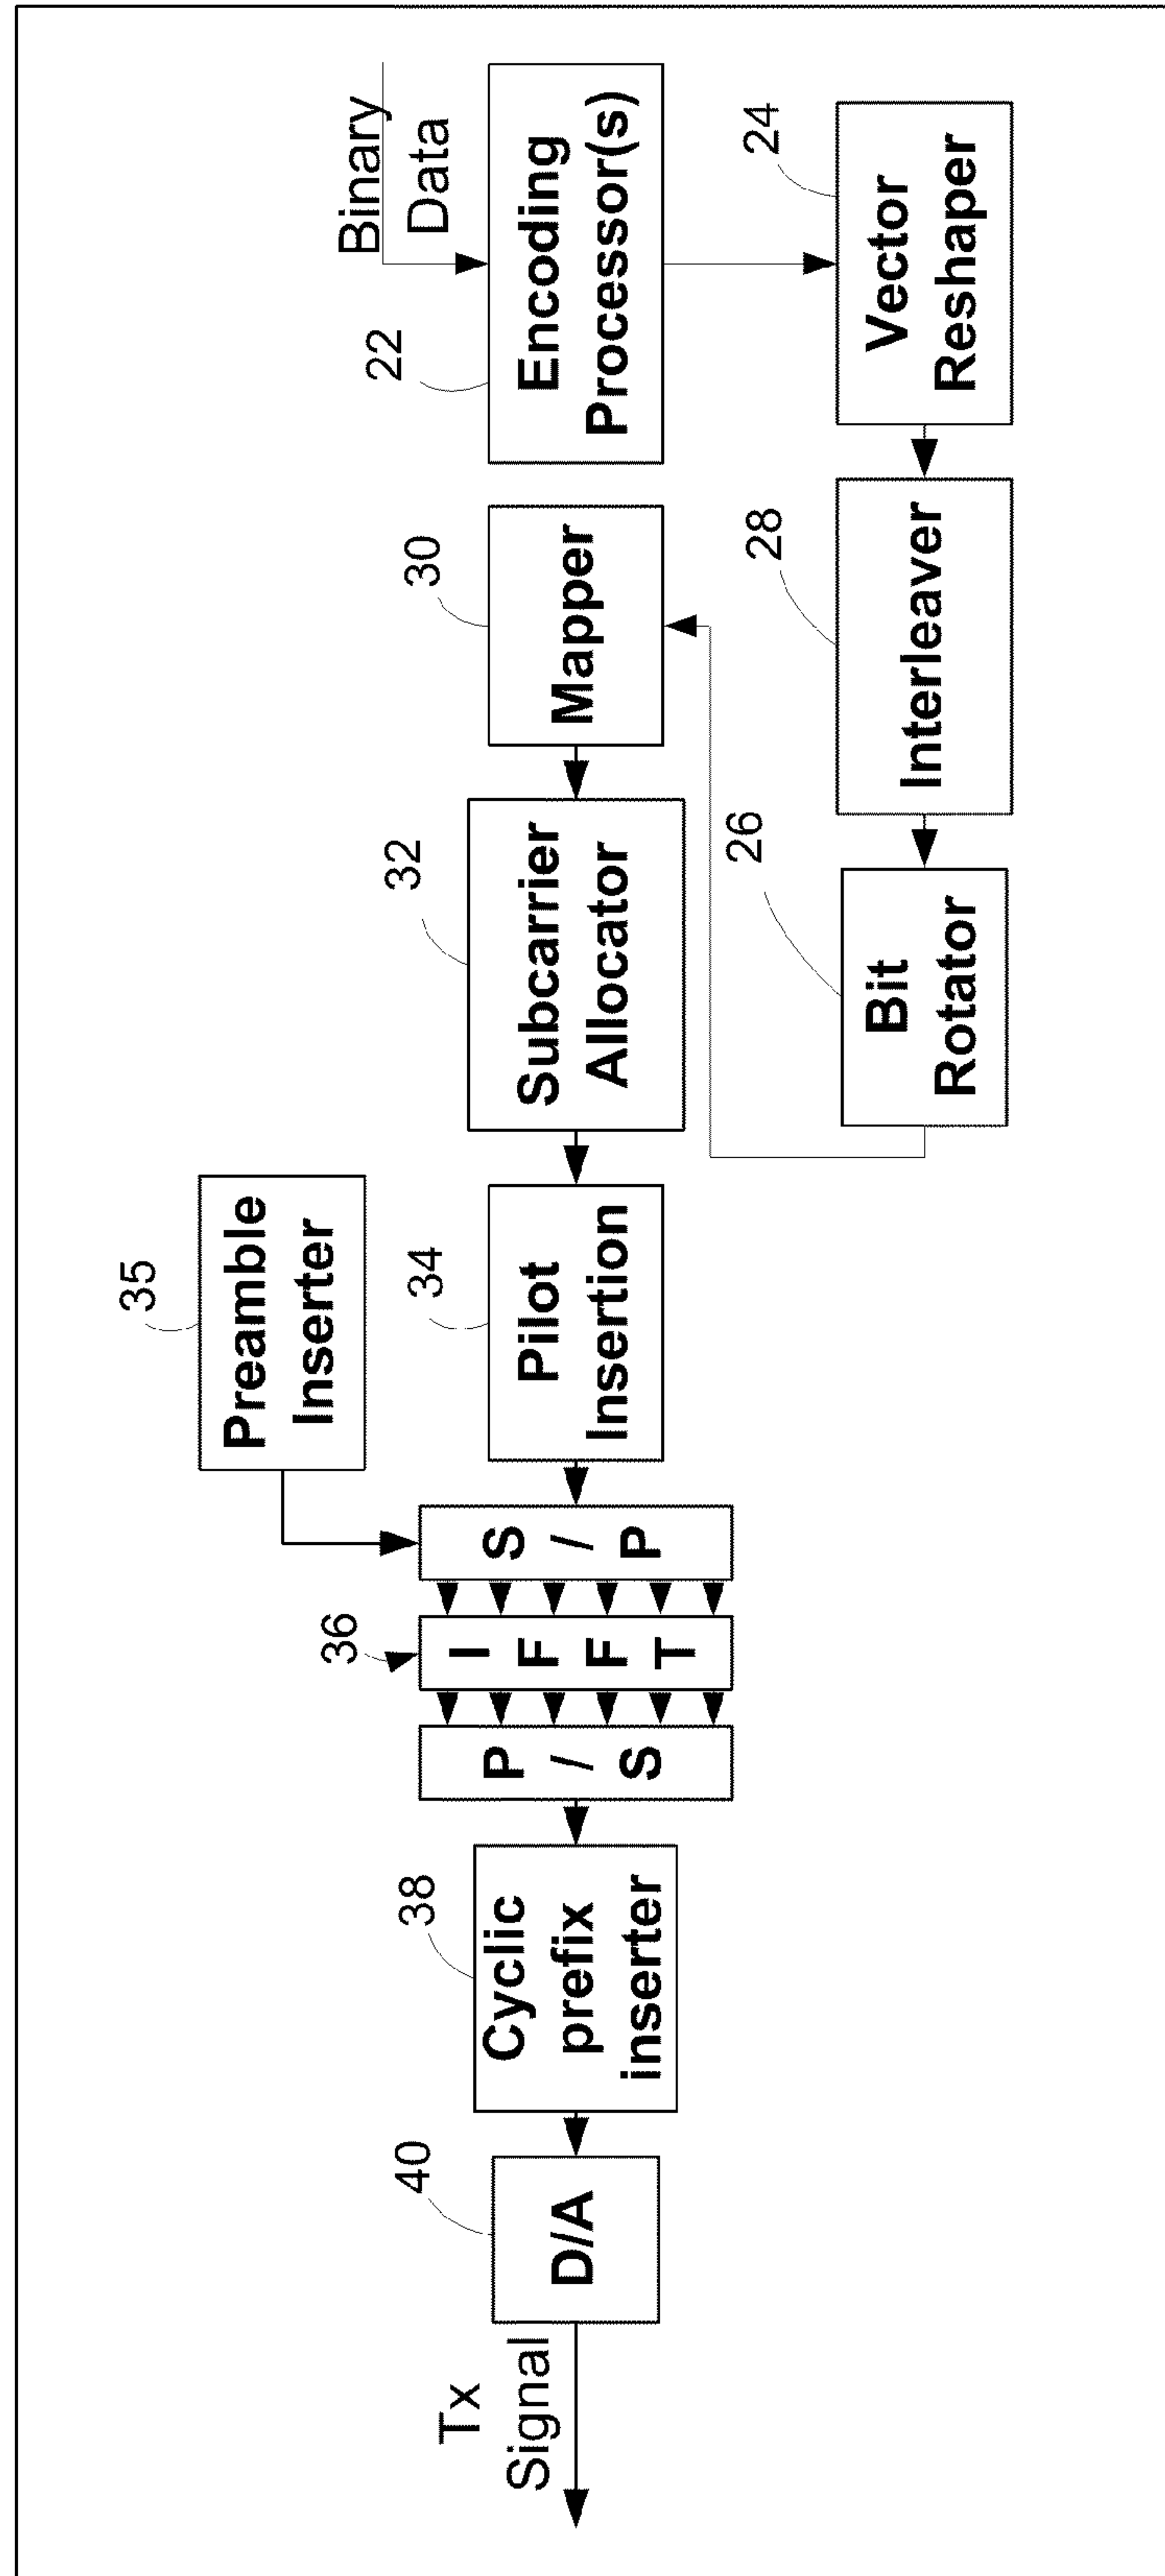 Binary
Data
22
Encoding
Processor(s)
24
Vector
Reshaper
28
Interleaver
26
Bit
Rotator
30
Mapper
32
Subcarrier
Allocator
34
Pilot
Insertion
35
Preamble
Inserter
S
/
P
36
I
F
F
T
P
/
S
38
Cyclic
prefix
inserter
40
D/A
Tx
Signal